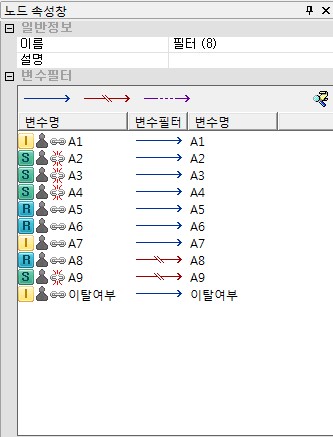 노드 속성창
일반정보
이름 필터 (8)
설명
변수필터
변수명 변수필터 변수명
I A1 A1
S A2 A2
S A3 A3
S A4 A4
R A5 A5
R A6 A6
I A7 A7
R A8 A8
S A9 A9
I 이탈여부 이탈여부